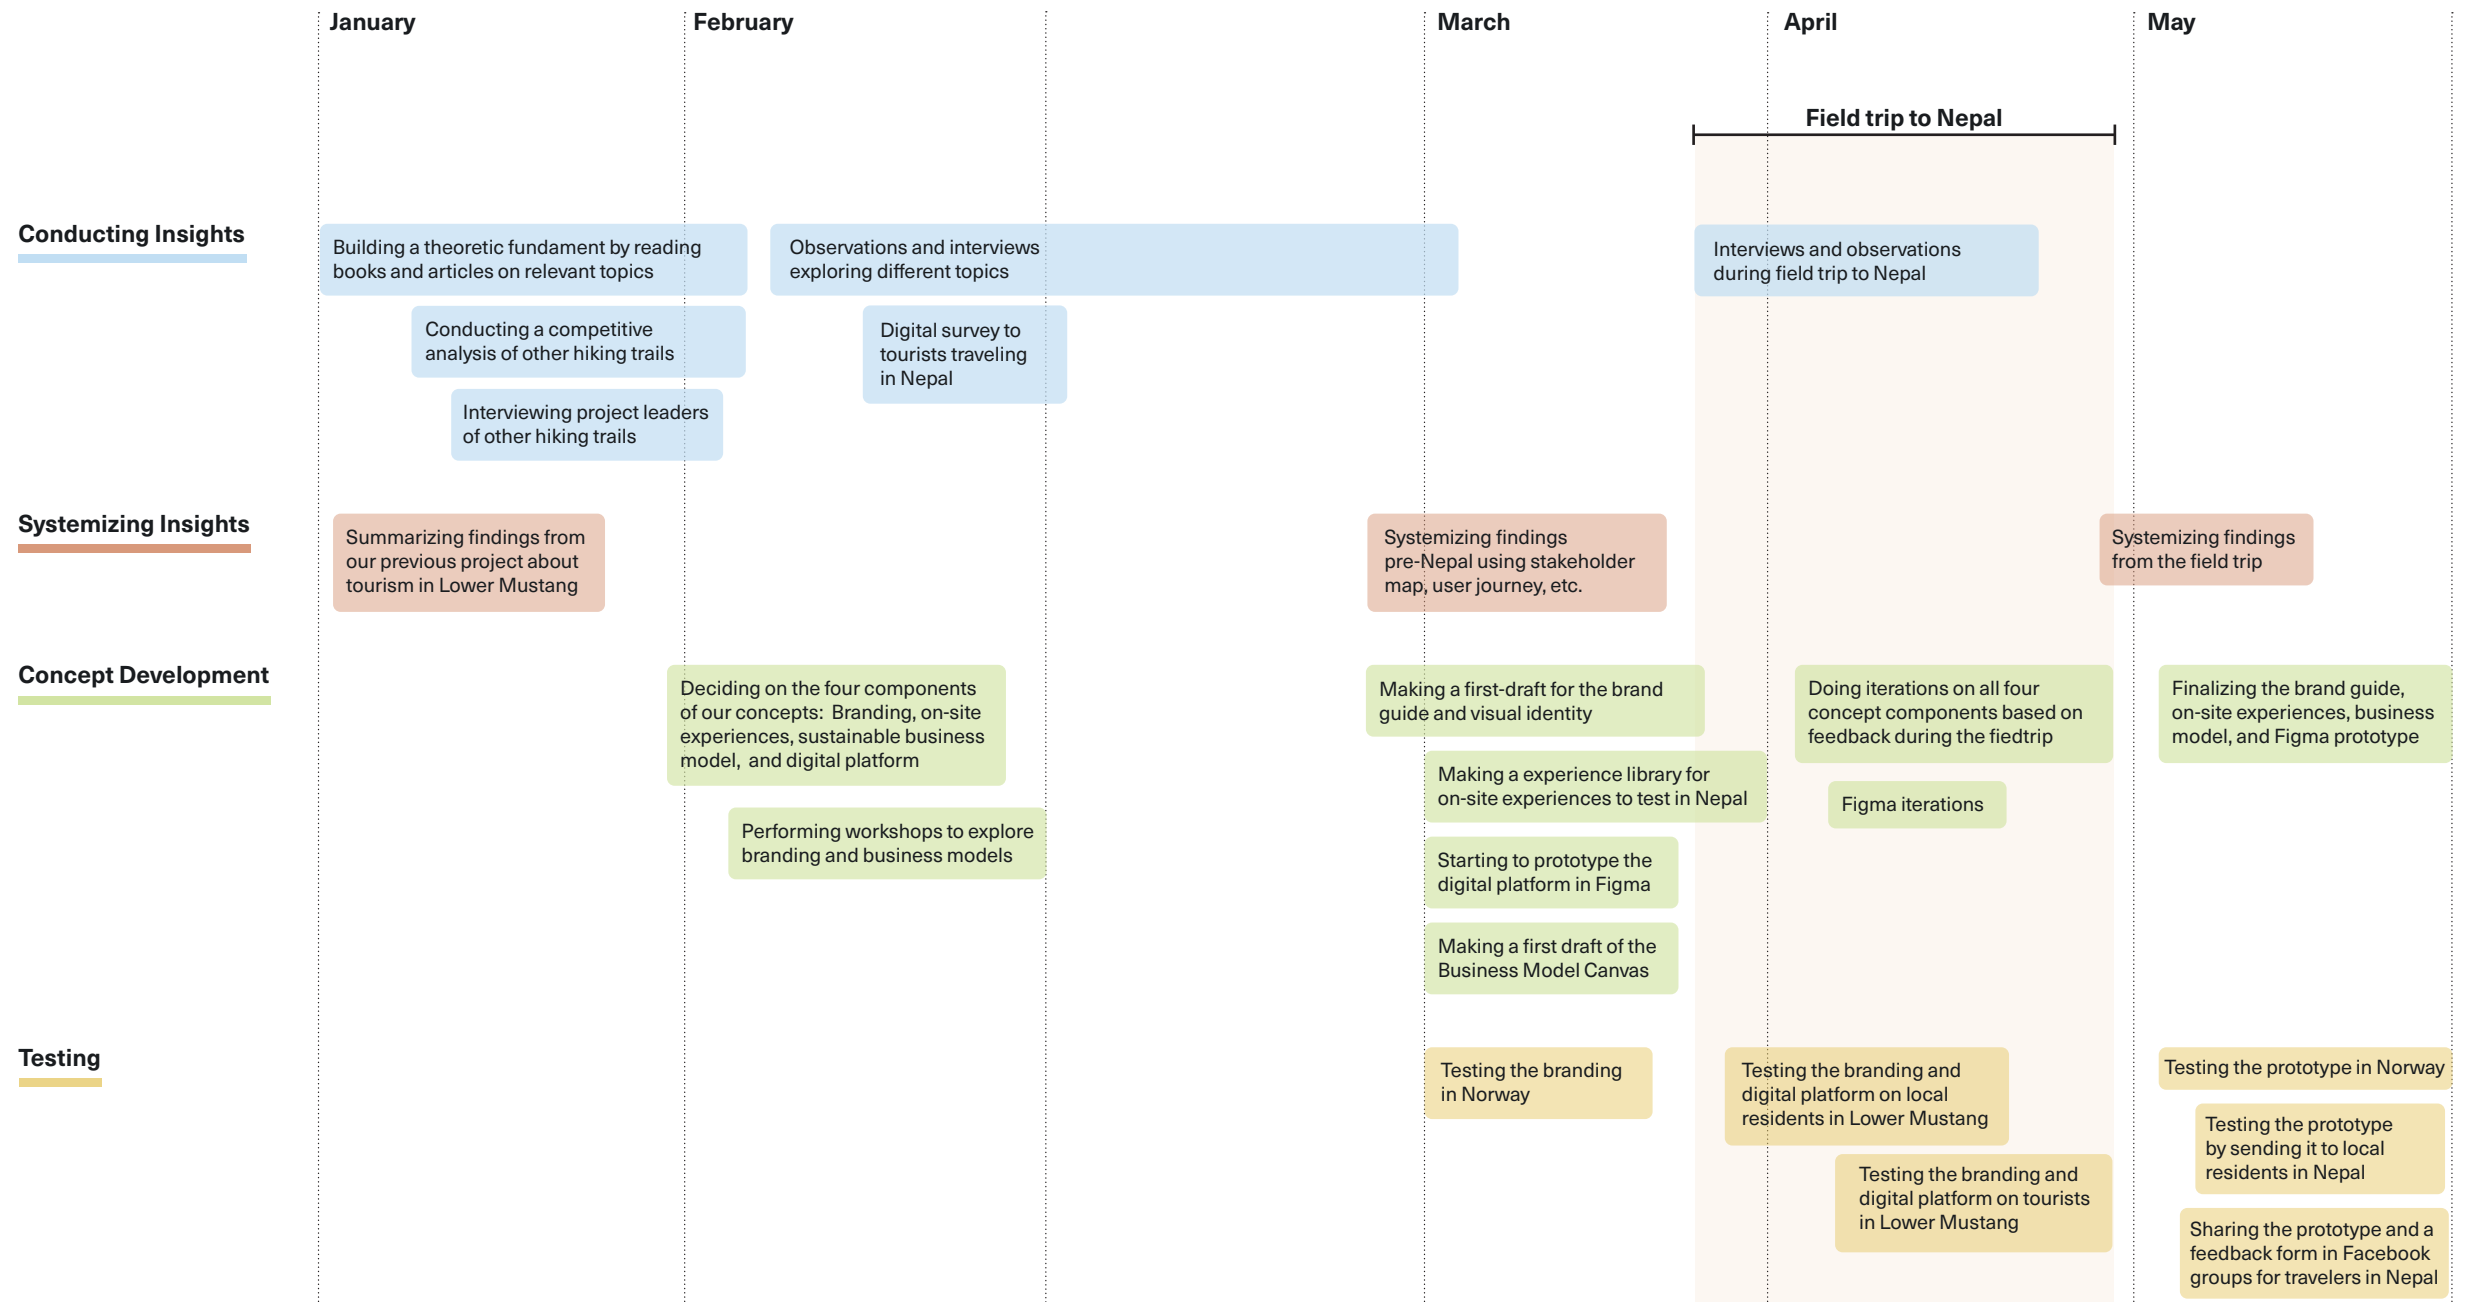 January
February
March
April
May
Field trip to Nepal
Conducting Insights
Building a theoretic fundament by reading
books and articles on relevant topics
Observations and interviews
exploring different topics
Interviews and observations
during field trip to Nepal
Conducting a competitive
analysis of other hiking trails
Digital survey to
tourists traveling
in Nepal
Interviewing project leaders
of other hiking trails
Systemizing Insights
Summarizing findings from
our previous project about
tourism in Lower Mustang
Systemizing findings
pre-Nepal using stakeholder
map, user journey, etc.
Systemizing findings
from the field trip
Concept Development
Deciding on the four components
of our concepts: Branding, on-site
experiences, sustainable business
model, and digital platform
Making a first-draft for the brand
guide and visual identity
Doing iterations on all four
concept components based on
feedback during the fiedtrip
Finalizing the brand guide,
on-site experiences, business
model, and Figma prototype
Making a experience library for
on-site experiences to test in Nepal
Figma iterations
Performing workshops to explore
branding and business models
Starting to prototype the
digital platform in Figma
Making a first draft of the
Business Model Canvas
Testing
Testing the branding
in Norway
Testing the branding and
digital platform on local
residents in Lower Mustang
Testing the prototype in Norway
Testing the prototype
by sending it to local
residents in Nepal
Testing the branding and
digital platform on tourists
in Lower Mustang
Sharing the prototype and a
feedback form in Facebook
groups for travelers in Nepal